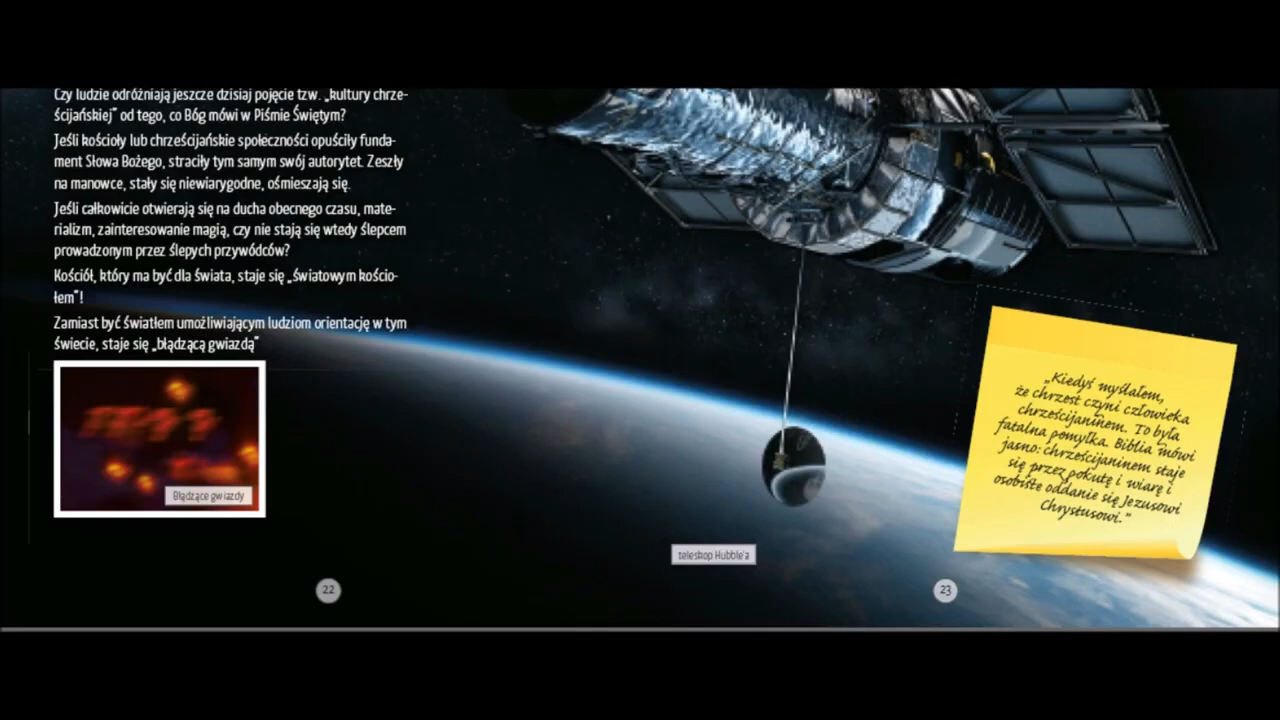 Czy ludzie odróżniają jeszcze dzisiaj pojęcie tzw. „kultury chrze-
ścijańskiej” od tego, co Bóg mówi w Piśmie Świętym?
Jeśli kościoły lub chrześcijańskie społeczności opuściły funda-
ment Słowa Bożego, straciły tym samym swój autorytet. Zeszły
na manowce, stały się niewiarygodne, ośmieszają się.
Jeśli całkowicie otwierają się na ducha obecnego czasu, mate-
rializm, zainteresowanie magią, czy nie stają się wtedy ślepcem
prowadzonym przez ślepych przywódców?
Kościół, który ma być dla świata, staje się „światowym kościo-
łem”!
Zamiast być światłem umożliwiającym ludziom orientację w tym
świecie, staje się „błądzącą gwiazdą”
Błądzące gwiazdy
22
teleskop Hubble'a
23
„Kiedyś myślałem,
że chrzest czyni człowieka
chrześcijaninem. To była
fatalna pomyłka. Biblia mówi
jasno: chrześcijaninem staje
się przez pokutę i wiarę i
osobiste oddanie się Jezusowi
Chrystusowi.”